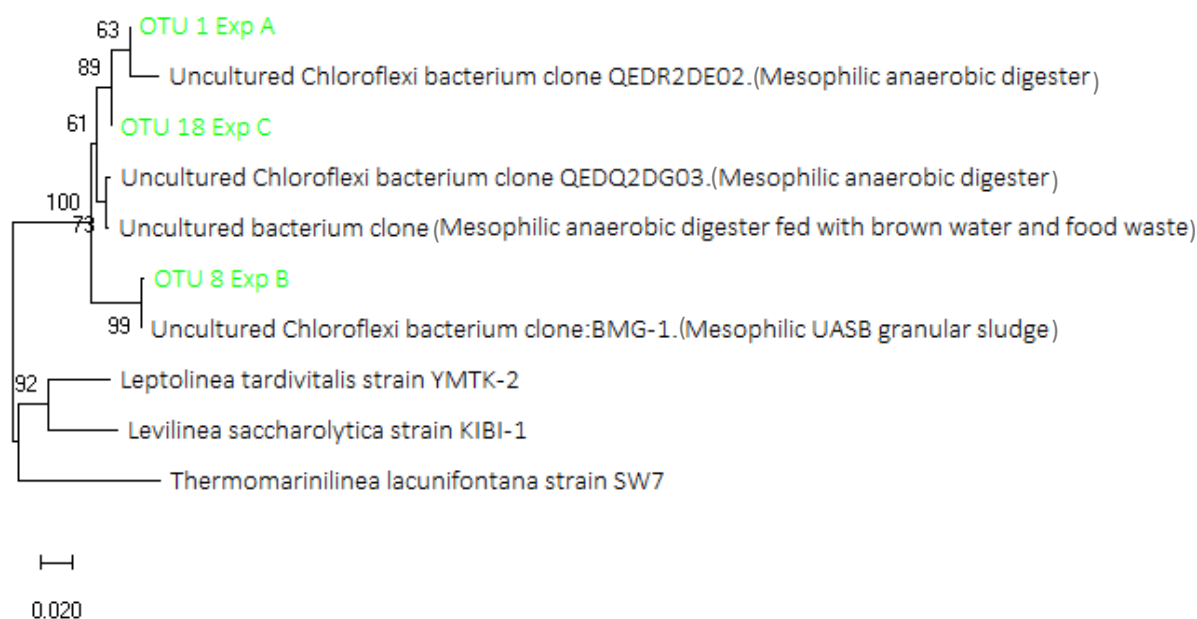 63
OTU 1 Exp A
89
Uncultured Chloroflexi bacterium clone QEDR2DE02.(Mesophilic anaerobic digester)
61
OTU 18 Exp C
Uncultured Chloroflexi bacterium clone QEDQ2DG03.(Mesophilic anaerobic digester)
100
73
Uncultured bacterium clone (Mesophilic anaerobic digester fed with brown water and food waste)
OTU 8 Exp B
99
Uncultured Chloroflexi bacterium clone:BMG-1.(Mesophilic UASB granular sludge)
92
Leptolinea tardivitalis strain YMTK-2
Levilinea saccharolytica strain KIBI-1
Thermomarinilinea lacunifontana strain SW7
0.020